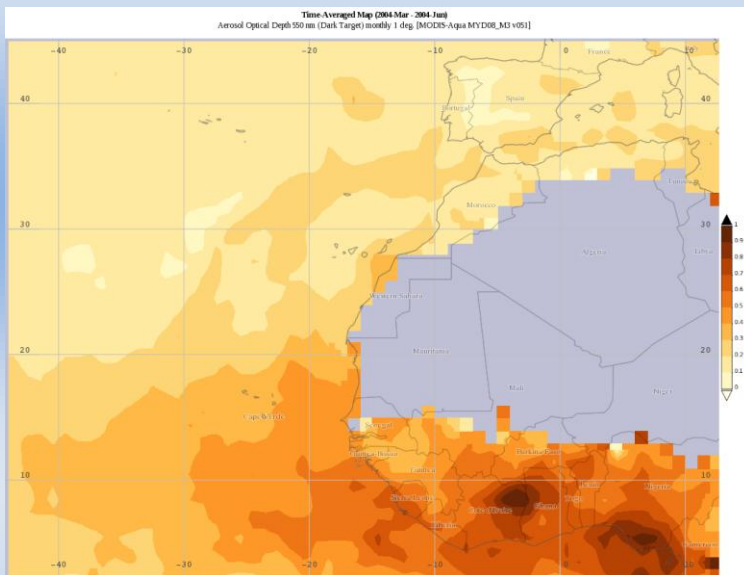 Time-Averaged Map (2004-Mar - 2004-Jun)
Aerosol Optical Depth 550 nm (Dark Target) monthly 1 deg. [MODIS-Aqua MYD08_M3 v051]
−40 −30 −20 −10 0 10
France
40 40
Portugal Spain
Tunisia
Morocco
30 30
Algeria Libya
Western Sahara
20 Mauritania 20
Mali Niger
Cape Verde
Senegal
Guinea-Bissau Burkina Faso
Guinea
10 Benin Nigeria 10
Sierra Leone Cote d'Ivoire Ghana Togo
Liberia
Cameroon
−40 −30 −20 −10 0 10
1
0.9
0.8
0.7
0.6
0.5
0.4
0.3
0.2
0.1
0